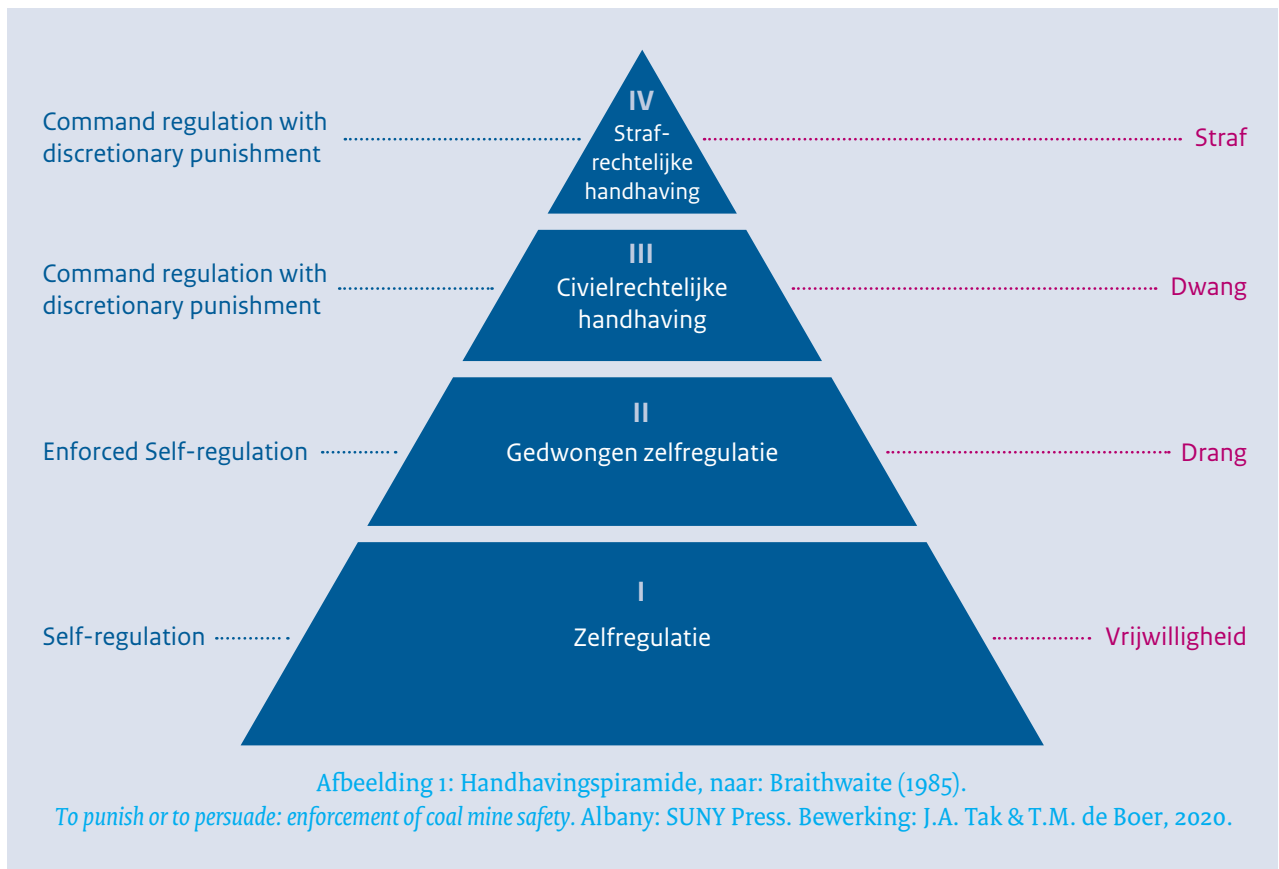 Command regulation with
discretionary punishment
IV
Straf-
rechtelijke
handhaving
Straf
Command regulation with
discretionary punishment
III
Civielrechtelijke
handhaving
Dwang
Enforced Self-regulation
II
Gedwongen zelfregulatie
Drang
Self-regulation
I
Zelfregulatie
Vrijwilligheid
Afbeelding 1: Handhavingspiramide, naar: Braithwaite (1985).
To punish or to persuade: enforcement of coal mine safety. Albany: SUNY Press. Bewerking: J.A. Tak & T.M. de Boer, 2020.